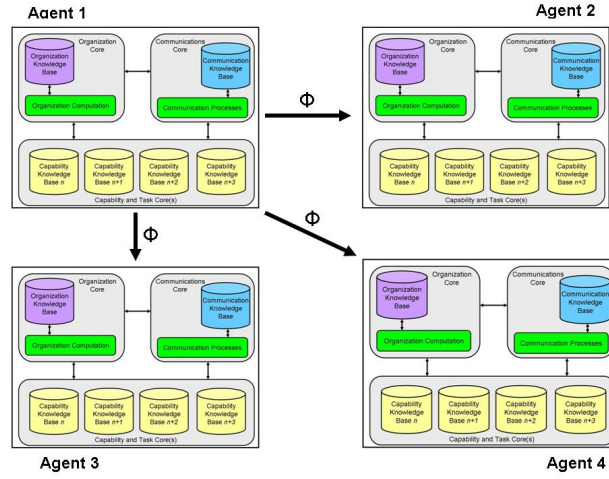 Agent 1
Agent 2
Organization
Knowledge
Base
Organization
Core
Communications
Core
Communication
Knowledge
Base
Organization Computation
Communication Processes
Capability
Knowledge
Base n
Capability
Knowledge
Base n+1
Capability
Knowledge
Base n+2
Capability
Knowledge
Base n+3
Capability and Task Core(s)
Φ
Organization
Knowledge
Base
Organization
Core
Communications
Core
Communication
Knowledge
Base
Organization Computation
Communication Processes
Capability
Knowledge
Base n
Capability
Knowledge
Base n+1
Capability
Knowledge
Base n+2
Capability
Knowledge
Base n+3
Capability and Task Core(s)
Φ
Φ
Organization
Knowledge
Base
Organization
Core
Communications
Core
Communication
Knowledge
Base
Organization Computation
Communication Processes
Capability
Knowledge
Base n
Capability
Knowledge
Base n+1
Capability
Knowledge
Base n+2
Capability
Knowledge
Base n+3
Capability and Task Core(s)
Organization
Knowledge
Base
Organization
Core
Communications
Core
Communication
Knowledge
Base
Organization Computation
Communication Processes
Capability
Knowledge
Base n
Capability
Knowledge
Base n+1
Capability
Knowledge
Base n+2
Capability
Knowledge
Base n+3
Capability and Task Core(s)
Agent 3
Agent 4